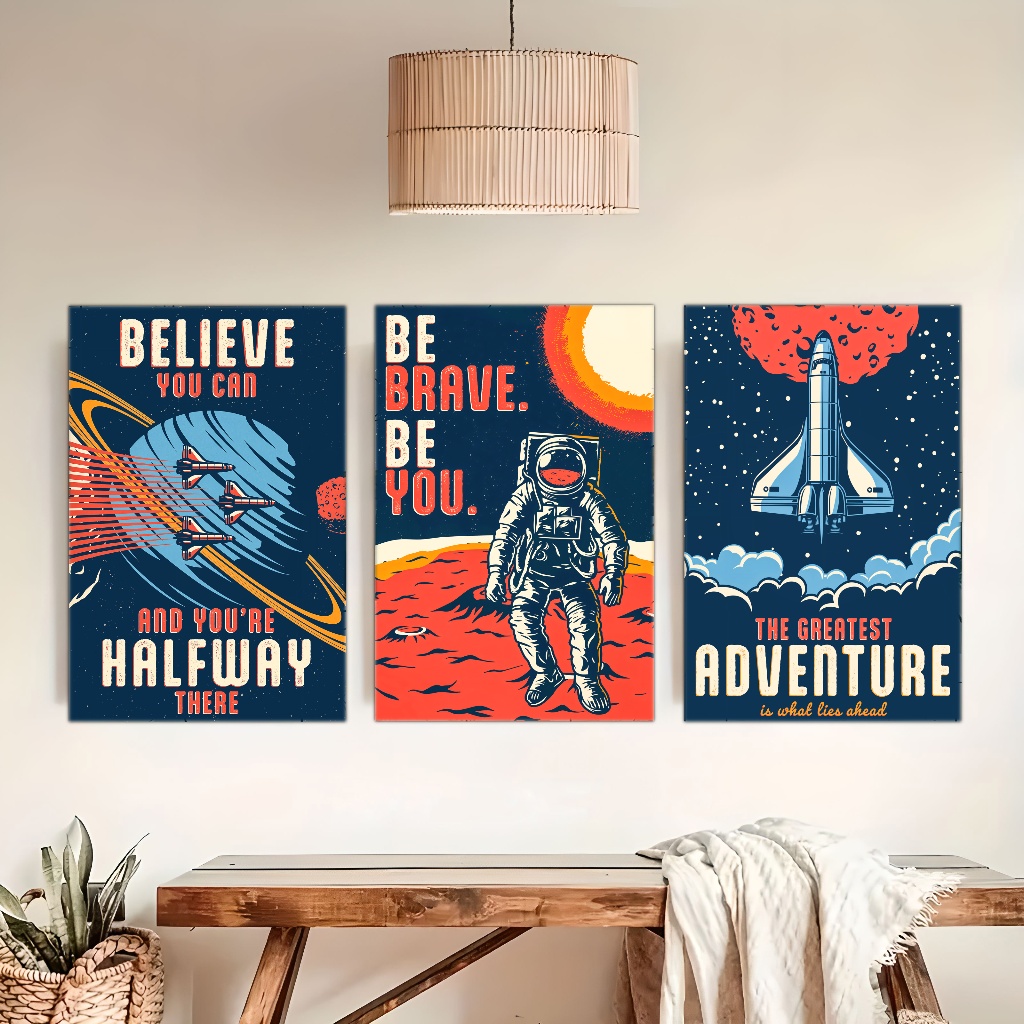 BELIEVE
YOU CAN
AND YOU'RE
HALFWAY
THERE
BE
BRAVE.
BE
YOU.
THE GREATEST
ADVENTURE
is what lies ahead